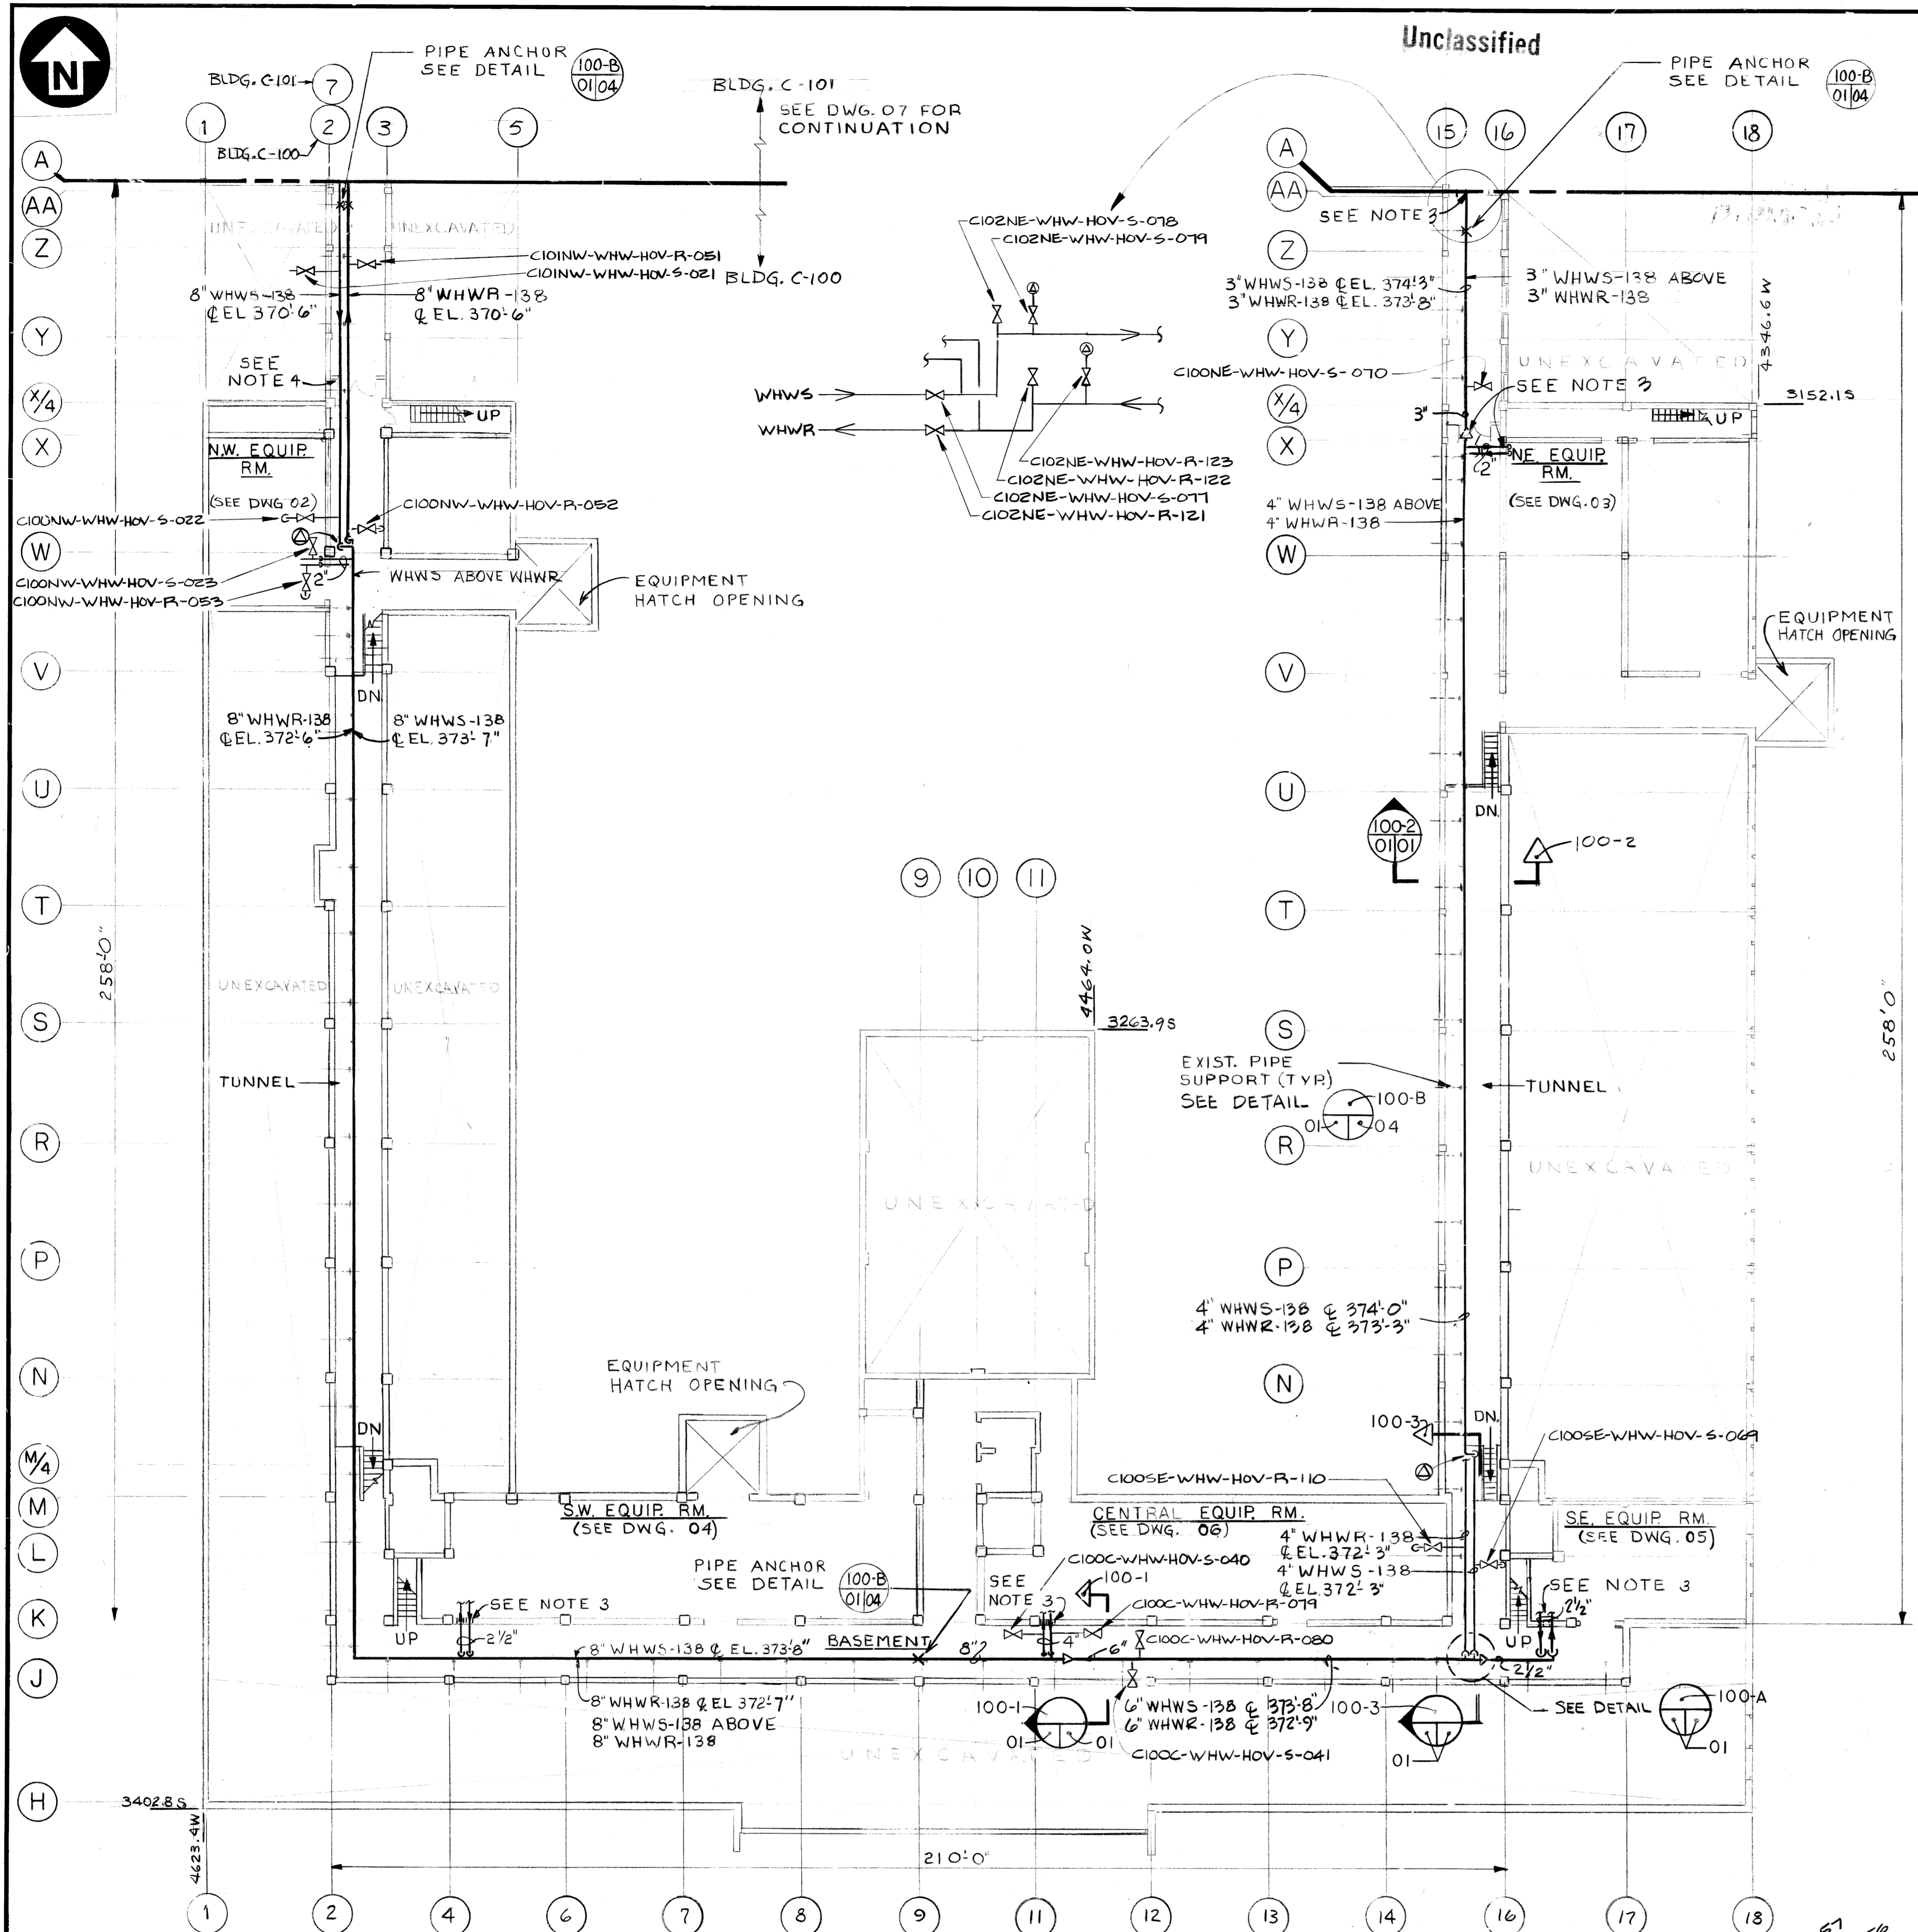 Unclassified
N
PIPE ANCHOR
SEE DETAIL
100-B
01 04
BLDG. C-101
7
BLDG. C-101
SEE DWG. 07 FOR
CONTINUATION
BLDG. C-100
PIPE ANCHOR
SEE DETAIL
100-B
01 04
1
2
3
5
BLDG. C-100
15
16
17
18
A
AA
Z
Y
X/4
X
W
V
U
T
S
R
P
N
M/4
M
L
K
J
H
A
AA
Z
Y
X/4
X
W
V
U
T
S
R
P
N
UNEXCAVATED
UNEXCAVATED
C101NW-WHW-HOV-R-051
C101NW-WHW-HOV-S-021
8" WHWS-138
℄ EL 370'-6"
8" WHWR-138
℄ EL. 370'-6"
SEE
NOTE 4
UP
N.W. EQUIP.
RM.
(SEE DWG 02)
C100NW-WHW-HOV-S-022
C100NW-WHW-HOV-R-052
C100NW-WHW-HOV-S-023
C100NW-WHW-HOV-R-053
2"
WHWS ABOVE WHWR
EQUIPMENT
HATCH OPENING
DN
8" WHWR-138
℄ EL. 372'-6"
8" WHWS-138
℄ EL. 373'-7"
258'-0"
UNEXCAVATED
UNEXCAVATED
TUNNEL
C102NE-WHW-HOV-S-078
C102NE-WHW-HOV-S-079
WHWS
WHWR
C102NE-WHW-HOV-R-123
C102NE-WHW-HOV-R-122
C102NE-WHW-HOV-S-077
C102NE-WHW-HOV-R-121
SEE NOTE 3
3" WHWS-138 ℄ EL. 374'-3"
3" WHWR-138 ℄ EL. 373'-8"
3" WHWS-138 ABOVE
3" WHWR-138
4346.6W
UNEXCAVATED
C100NE-WHW-HOV-S-070
SEE NOTE 3
3152.1S
3"
UP
2"
N.E. EQUIP.
RM.
(SEE DWG. 03)
4" WHWS-138 ABOVE
4" WHWR-138
EQUIPMENT
HATCH OPENING
DN.
100-2
01 01
100-2
9
10
11
4464.0W
3263.9S
EXIST. PIPE
SUPPORT (TYP.)
SEE DETAIL
100-B
01
04
TUNNEL
258'0"
UNEXCAVATED
UNEXCAVATED
4" WHWS-138 ℄ 374'-0"
4" WHWR-138 ℄ 373'-3"
EQUIPMENT
HATCH OPENING
DN
100-3
DN.
C100SE-WHW-HOV-S-069
C100SE-WHW-HOV-R-110
S.W. EQUIP. RM.
(SEE DWG. 04)
CENTRAL EQUIP. RM.
(SEE DWG. 06)
4" WHWR-138
℄ EL. 372'-3"
4" WHWS-138
℄ EL. 372'-3"
S.E. EQUIP. RM.
(SEE DWG. 05)
PIPE ANCHOR
SEE DETAIL
100-B
01 04
SEE
NOTE 3
C100C-WHW-HOV-S-040
100-1
C100C-WHW-HOV-R-079
SEE NOTE 3
UP
2 1/2"
SEE NOTE 3
2 1/2"
UP
8" WHWS-138 ℄ EL. 373'-8"
BASEMENT
8"
4"
6"
C100C-WHW-HOV-R-080
2 1/2"
8" WHWR-138 ℄ EL 372'-7"
8" WHWS-138 ABOVE
8" WHWR-138
100-1
01
01
6" WHWS-138 ℄ 373'-8"
6" WHWR-138 ℄ 372'-9"
C100C-WHW-HOV-S-041
100-3
01
SEE DETAIL
100-A
01
UNEXCAVATED
3402.8S
4623.4W
210'-0"
1
2
4
6
7
8
9
11
12
13
14
16
17
18